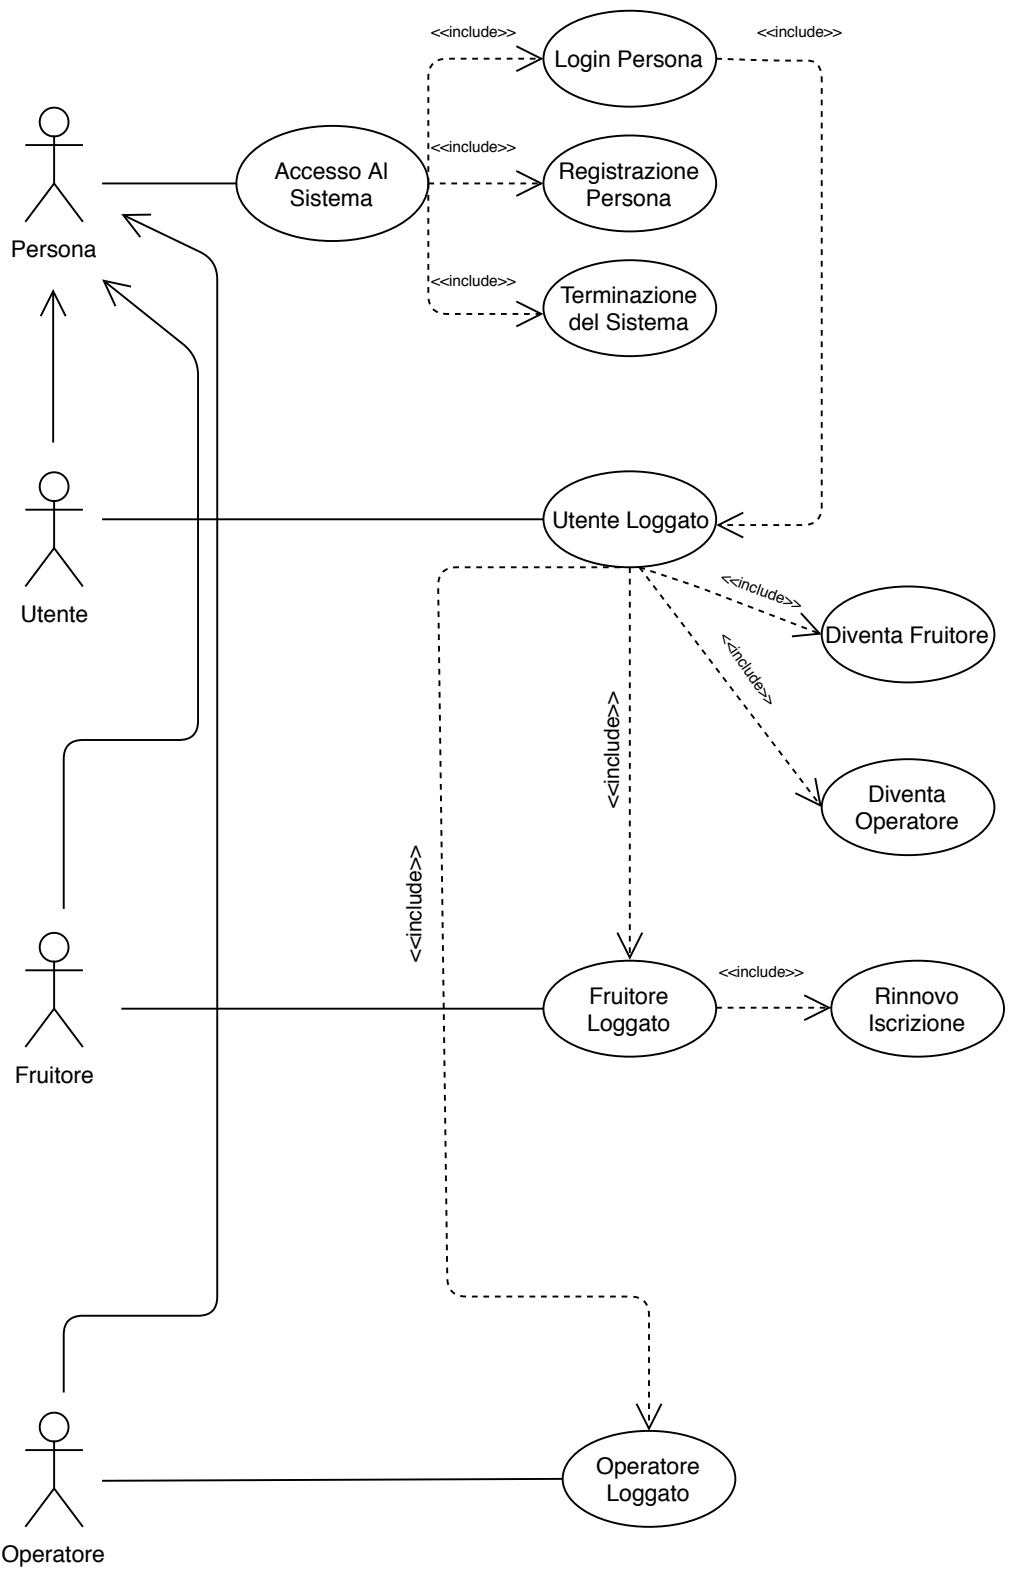 <<include>>
<<include>>
Login Persona
<<include>>
Accesso Al
Sistema
Registrazione
Persona
Persona
<<include>>
Terminazione
del Sistema
Utente Loggato
Utente
<<include>>
Diventa Fruitore
<<include>>
<<include>>
Diventa
Operatore
<<include>>
Fruitore
Loggato
<<include>>
Rinnovo
Iscrizione
Fruitore
Operatore
Loggato
Operatore